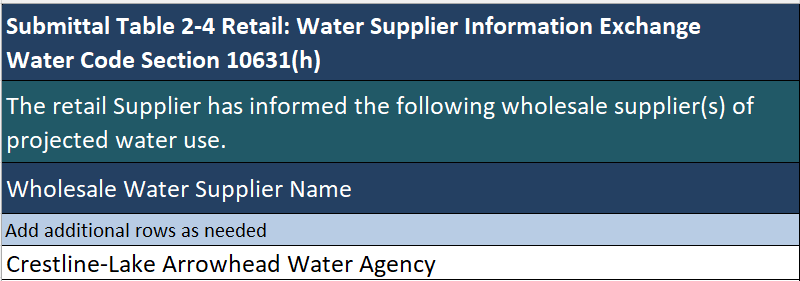 Submittal Table 2-4 Retail: Water Supplier Information Exchange
Water Code Section 10631(h)
The retail Supplier has informed the following wholesale supplier(s) of
projected water use.
Wholesale Water Supplier Name
Add additional rows as needed
Crestline-Lake Arrowhead Water Agency